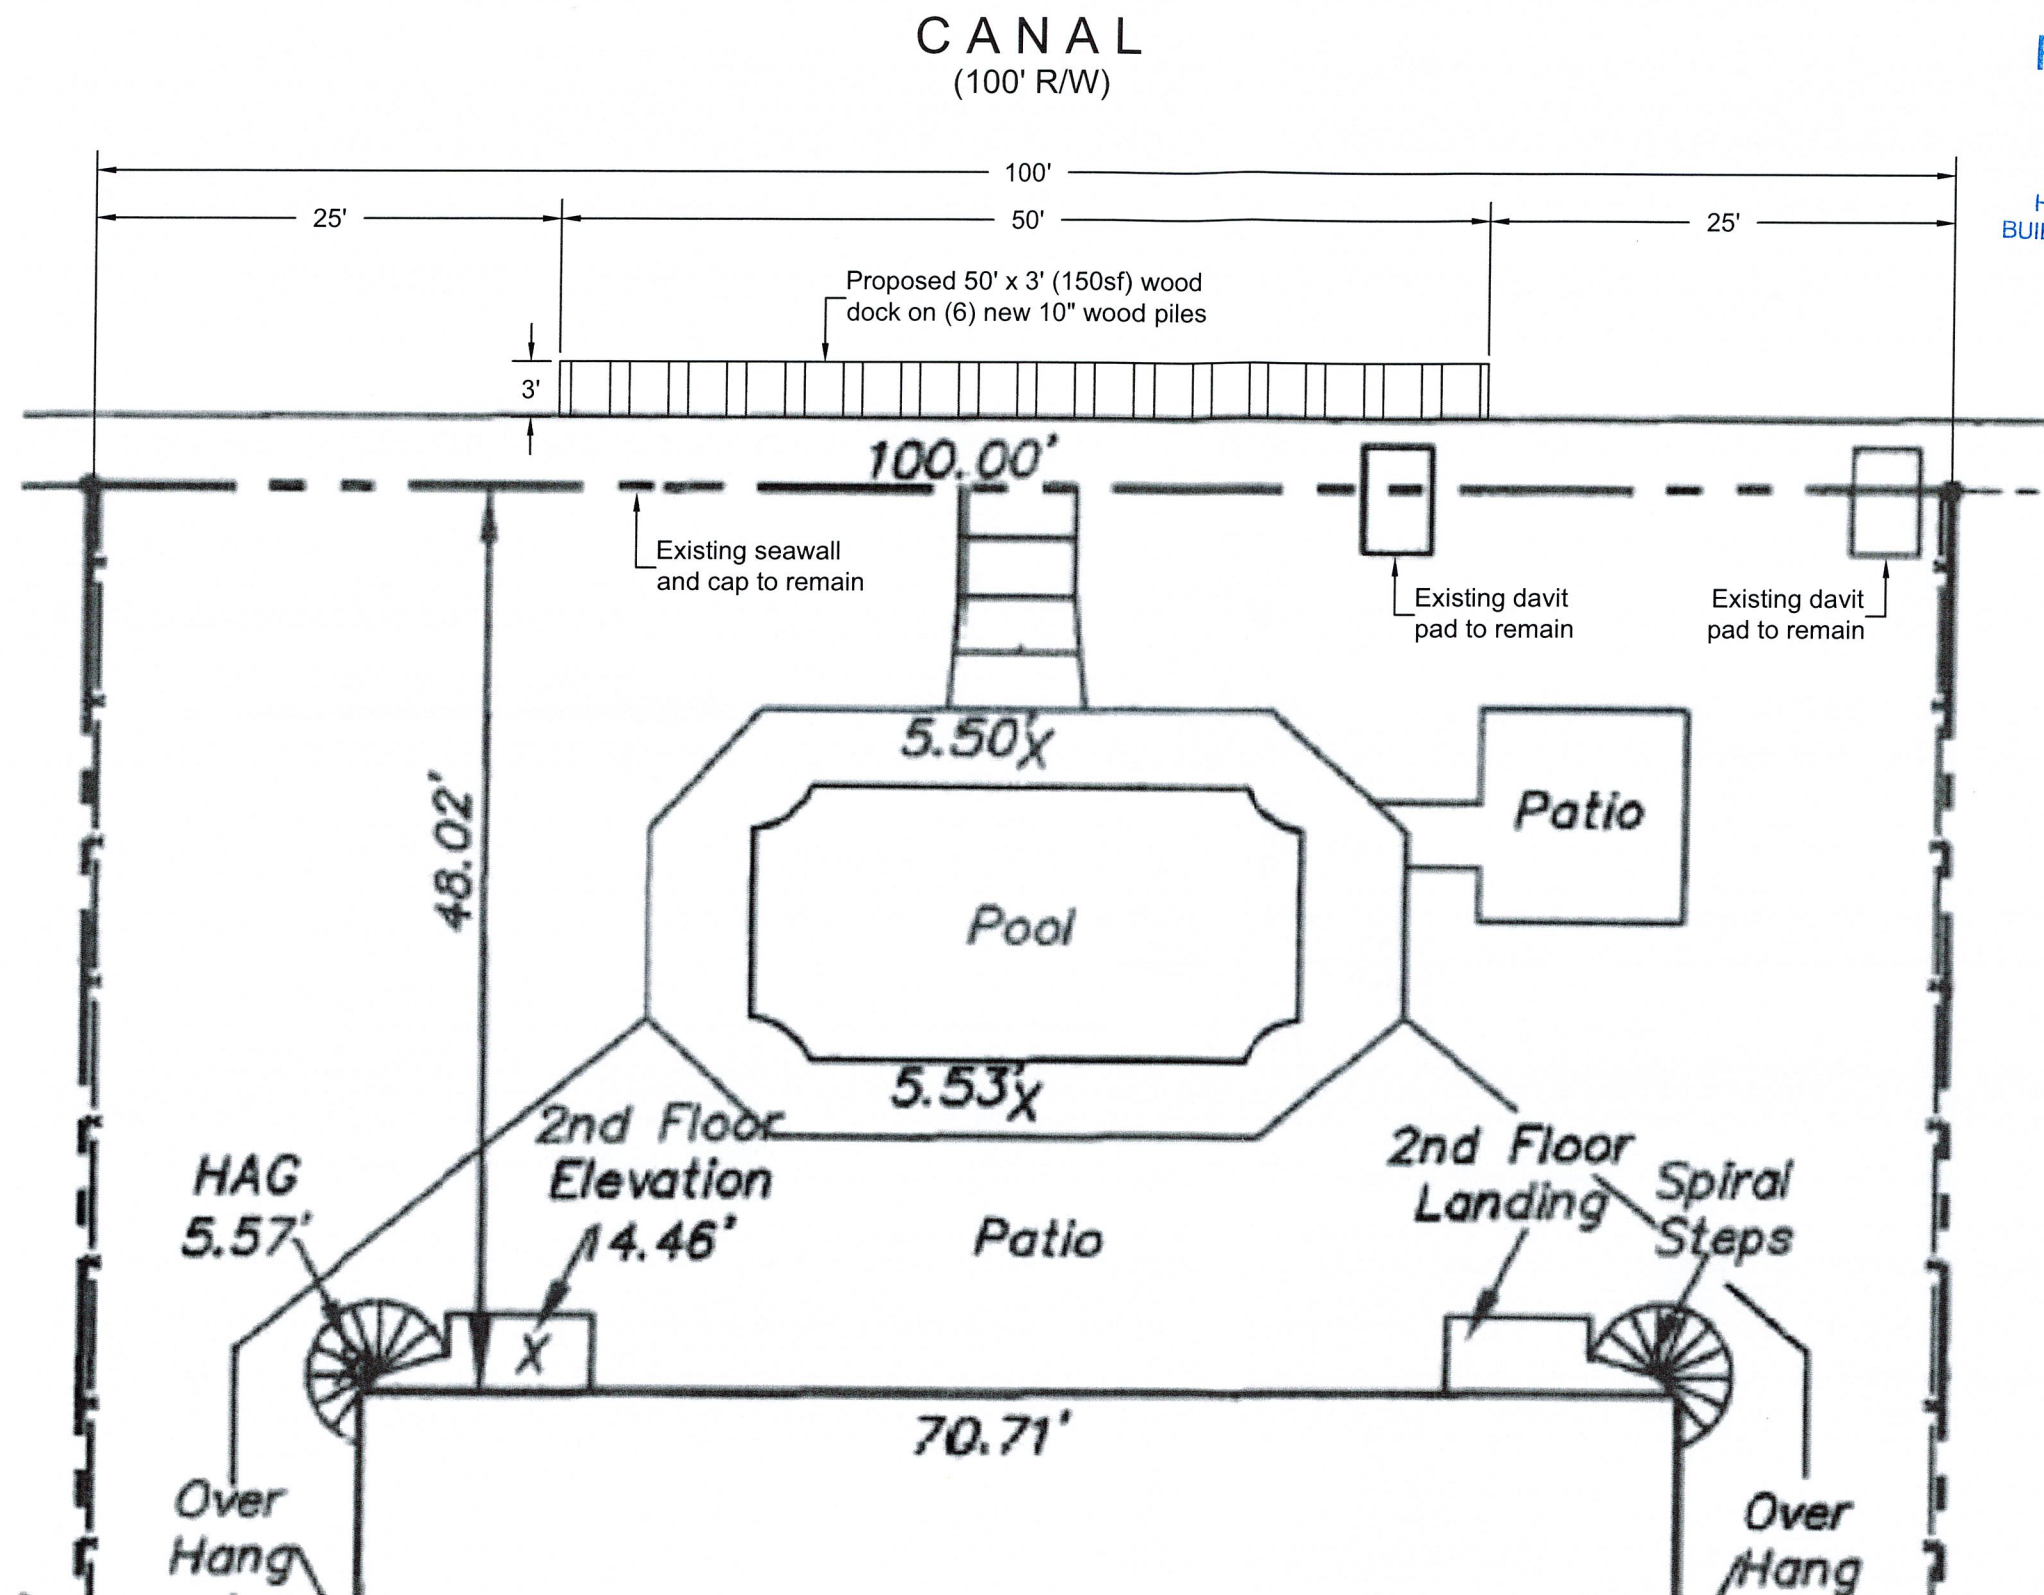 CANAL
(100' R/W)
100'
25'
50'
25'
H
BUIL
Proposed 50' x 3' (150sf) wood
dock on (6) new 10" wood piles
3'
100.00'
Existing seawall
and cap to remain
Existing davit
pad to remain
Existing davit
pad to remain
5.50'X
Patio
48.02'
Pool
5.53'X
2nd Floor
Elevation
14.46'
X
HAG
5.57'
Patio
2nd Floor
Landing
Spiral
Steps
70.71'
Over
Hang
Over
Hang